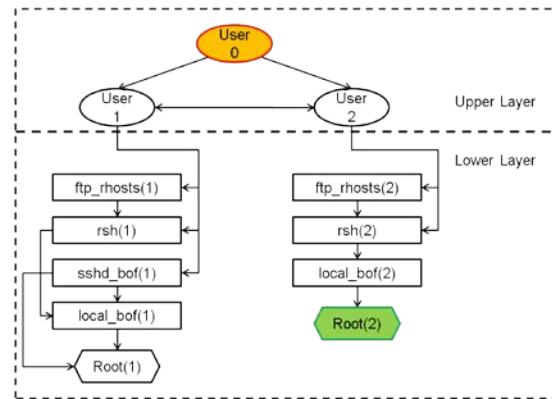 User
0
User
1
User
2
Upper Layer
Lower Layer
ftp_rhosts(1)
ftp_rhosts(2)
rsh(1)
rsh(2)
sshd_bof(1)
local_bof(2)
local_bof(1)
Root(2)
Root(1)